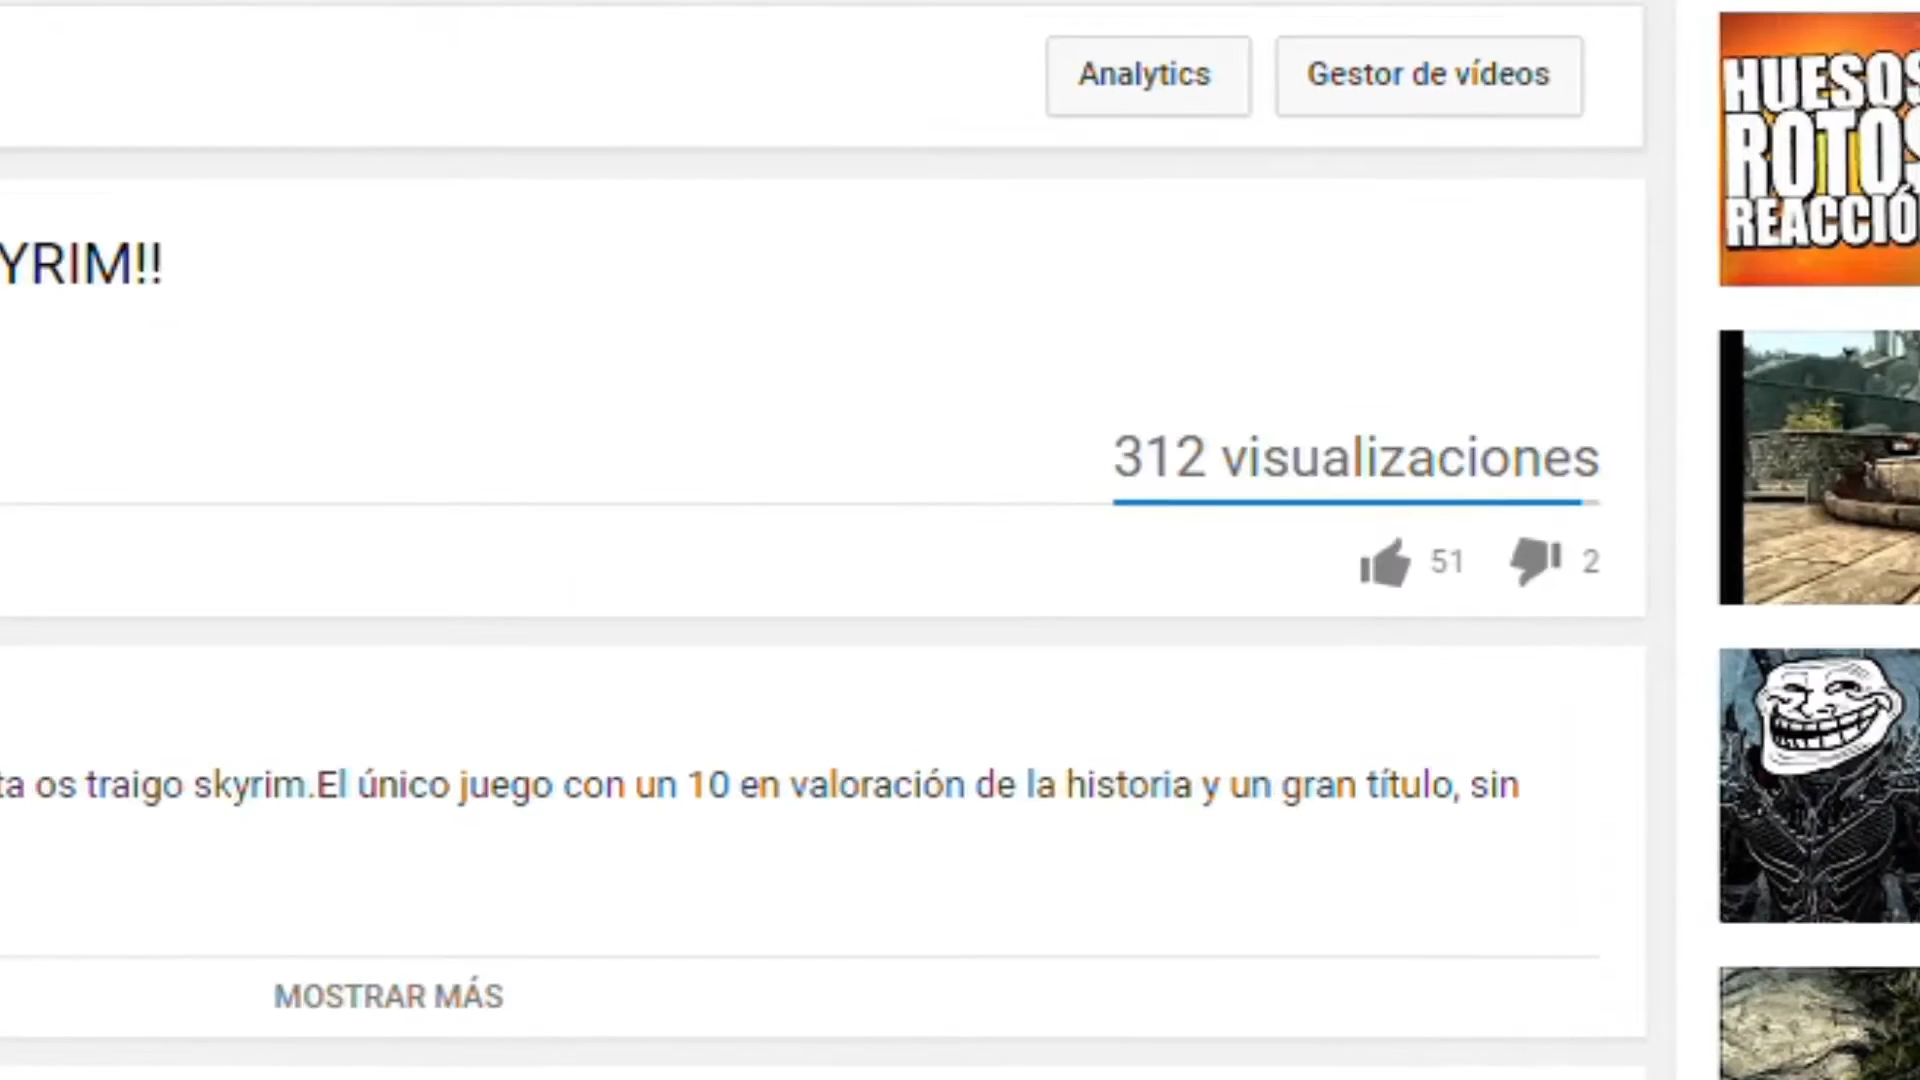 Analytics
Gestor de vídeos
YRIM!!
312 visualizaciones
51
2
ta os traigo skyrim.El único juego con un 10 en valoración de la historia y un gran título, sin
MOSTRAR MÁS
HUESOS
ROTOS
REACCIÓ